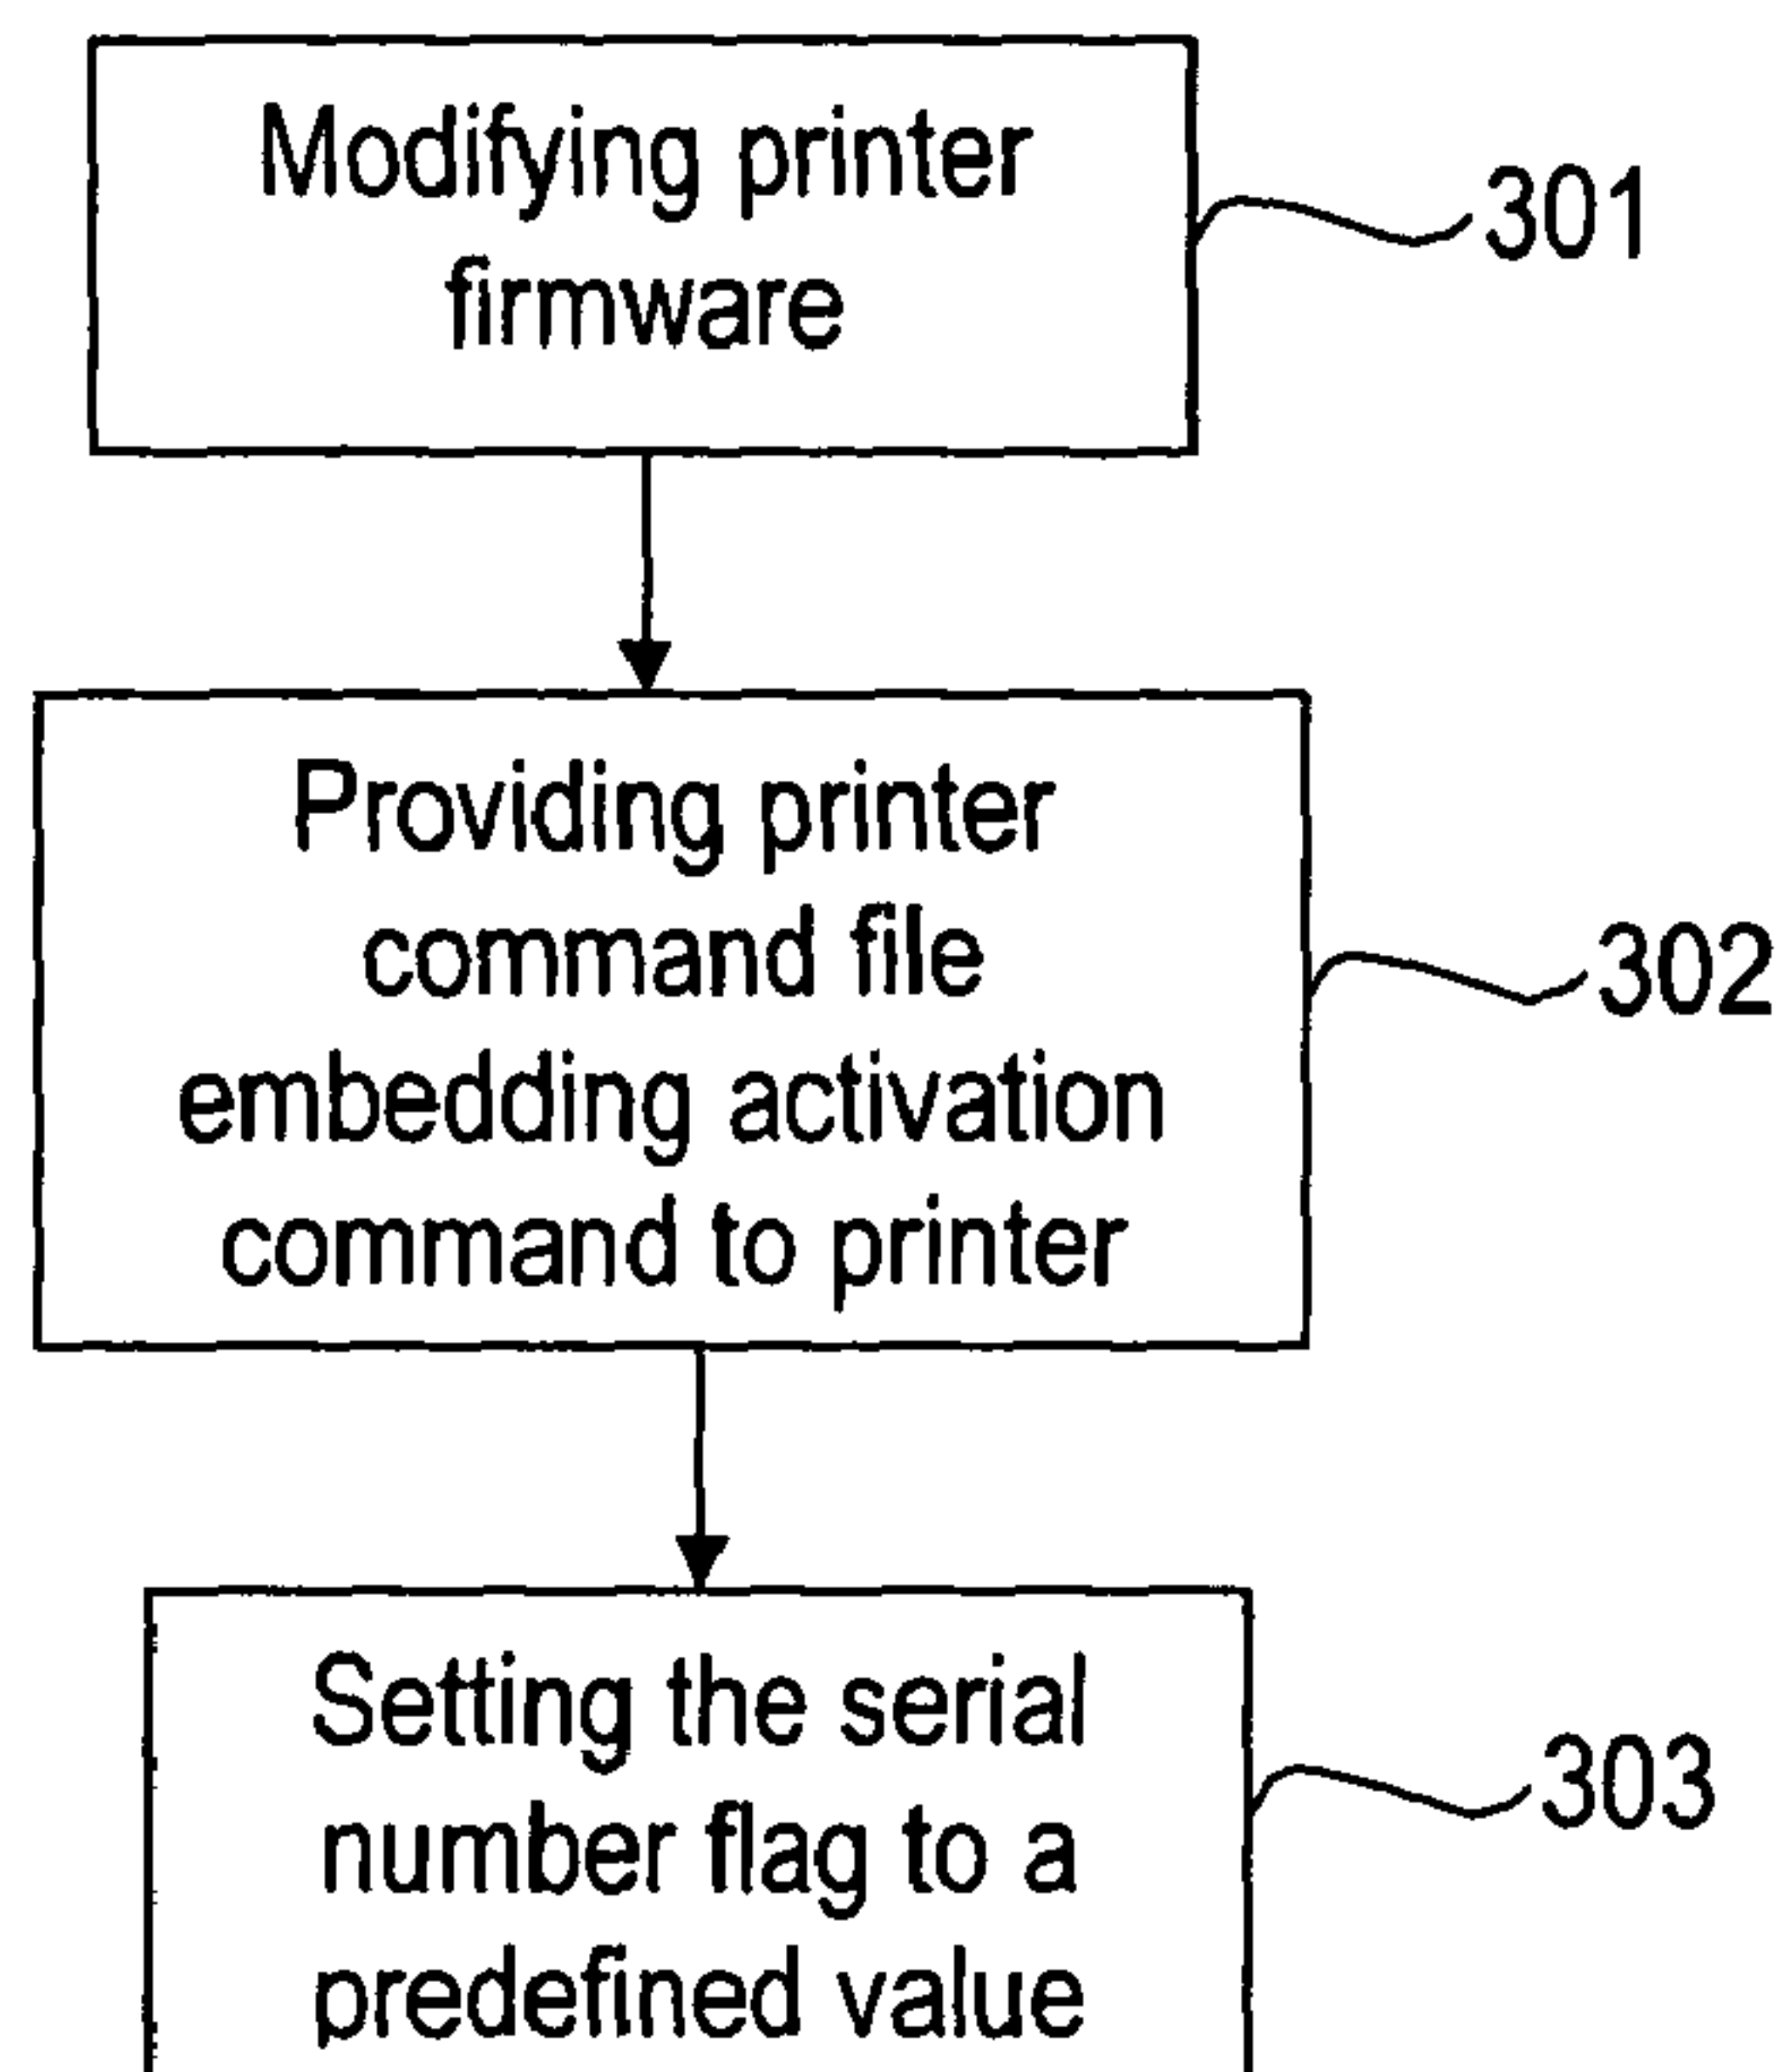 Modifying printer
firmware
301
Providing printer
command file
embedding activation
command to printer
302
Setting the serial
number flag to a
predefined value
303